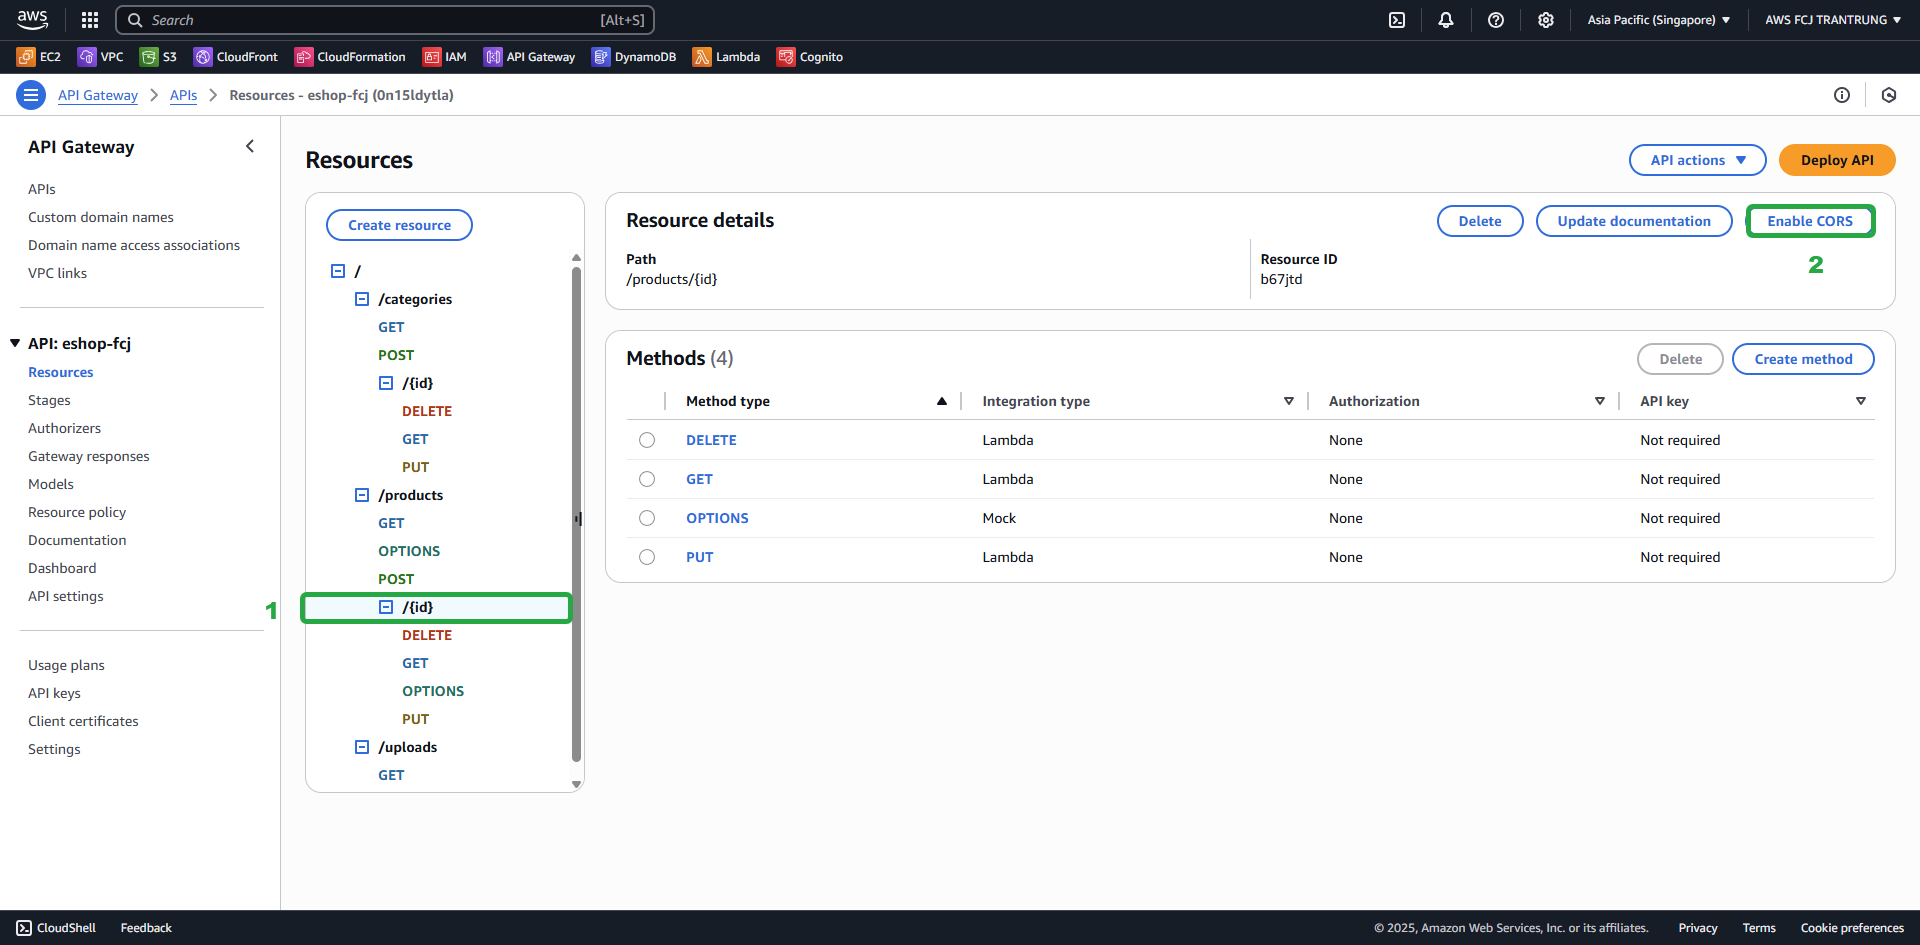 aws
Search [Alt+S]
Asia Pacific (Singapore)
AWS FCJ TRANTRUNG
EC2 VPC S3 CloudFront CloudFormation IAM API Gateway DynamoDB Lambda Cognito
API Gateway > APIs > Resources - eshop-fcj (0n15ldytla)
API Gateway
APIs
Custom domain names
Domain name access associations
VPC links
API: eshop-fcj
Resources
Stages
Authorizers
Gateway responses
Models
Resource policy
Documentation
Dashboard
API settings
Usage plans
API keys
Client certificates
Settings
Resources
API actions
Deploy API
Create resource
/
/categories
GET
POST
/{id}
DELETE
GET
PUT
/products
GET
OPTIONS
POST
1
/{id}
DELETE
GET
OPTIONS
PUT
/uploads
GET
Resource details
Delete
Update documentation
Enable CORS
2
Path
/products/{id}
Resource ID
b67jtd
Methods (4)
Delete
Create method
Method type Integration type Authorization API key
DELETE Lambda None Not required
GET Lambda None Not required
OPTIONS Mock None Not required
PUT Lambda None Not required
CloudShell
Feedback
© 2025, Amazon Web Services, Inc. or its affiliates.
Privacy
Terms
Cookie preferences